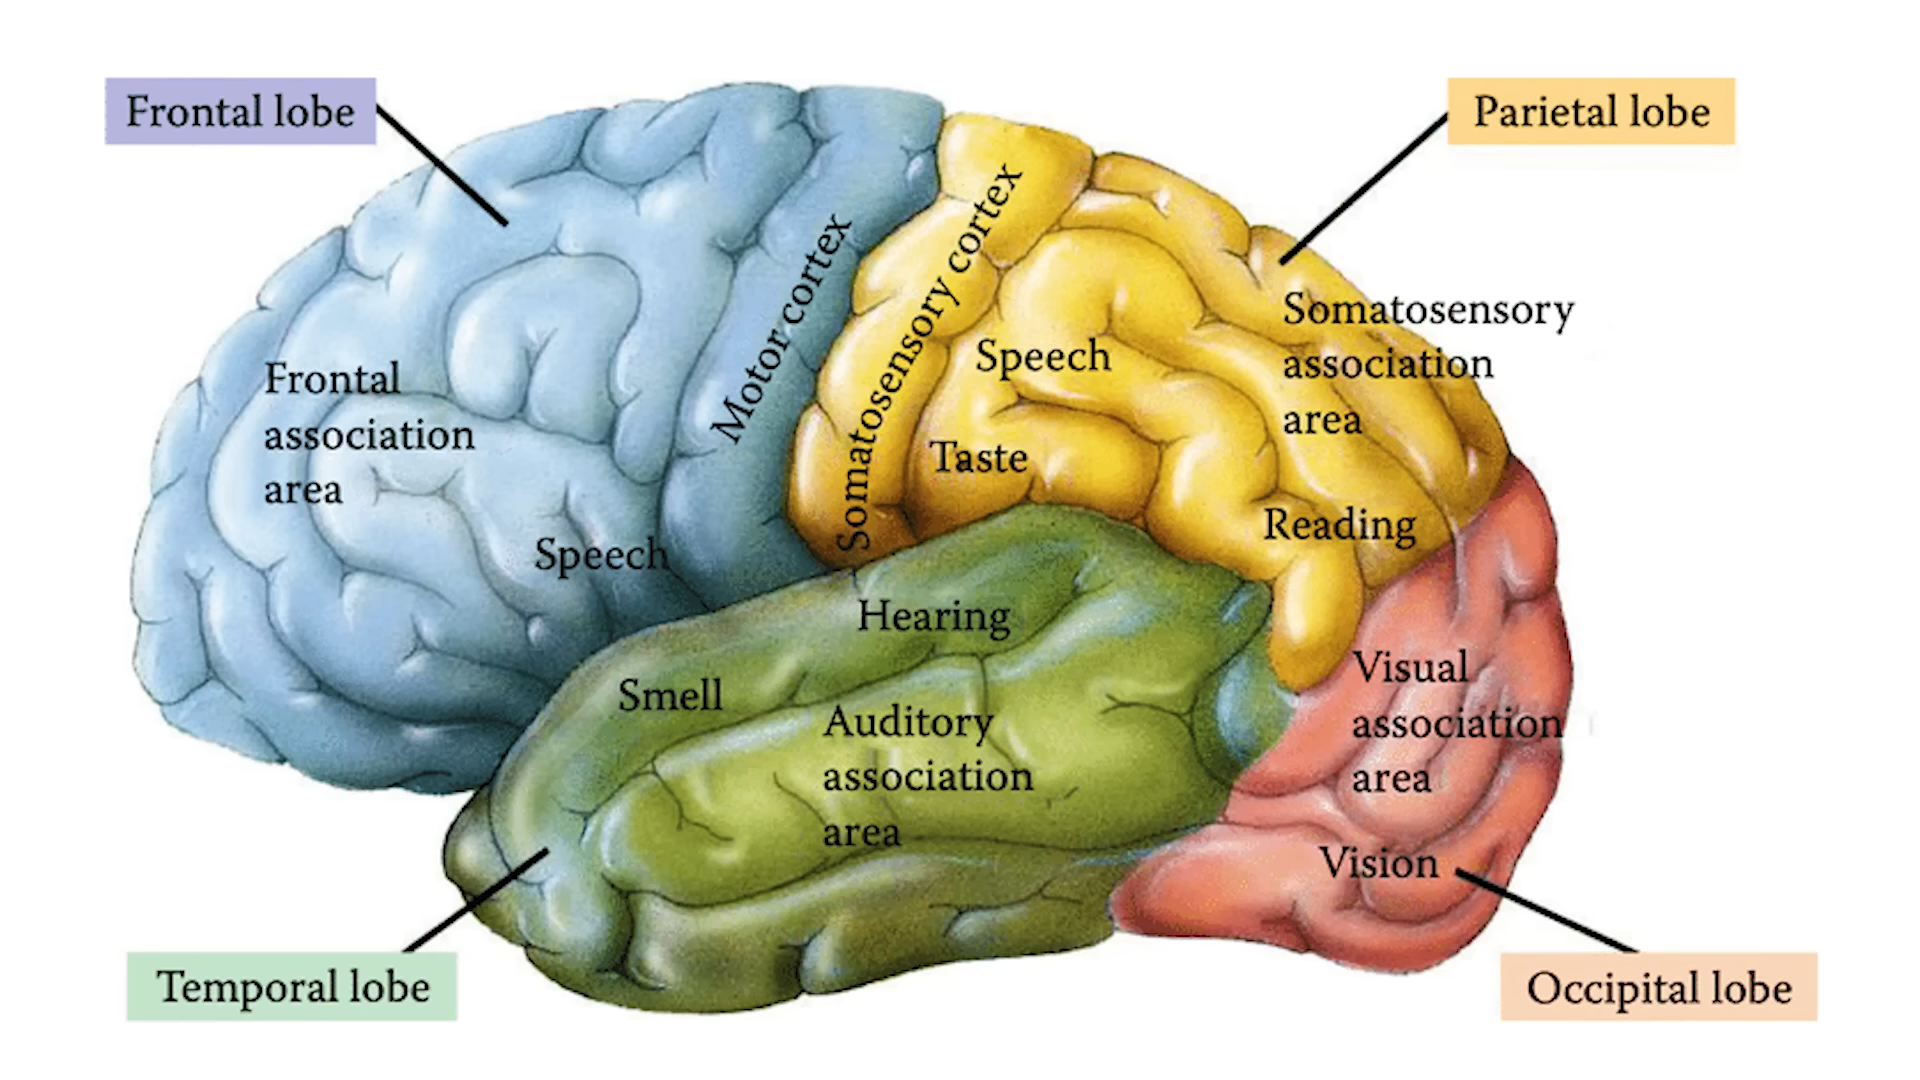 Frontal lobe
Parietal lobe
Motor cortex
Somatosensory cortex
Somatosensory
association
area
Speech
Frontal
association
area
Taste
Reading
Speech
Hearing
Smell
Auditory
association
area
Visual
association
area
Vision
Temporal lobe
Occipital lobe